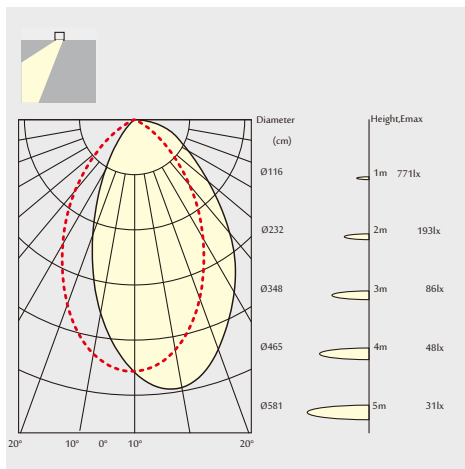 Diameter Height,Emax
(cm)
Ø116 1m 771lx
Ø232 2m 193lx
Ø348 3m 86lx
Ø465 4m 48lx
Ø581 5m 31lx
20° 10° 0° 10° 20°